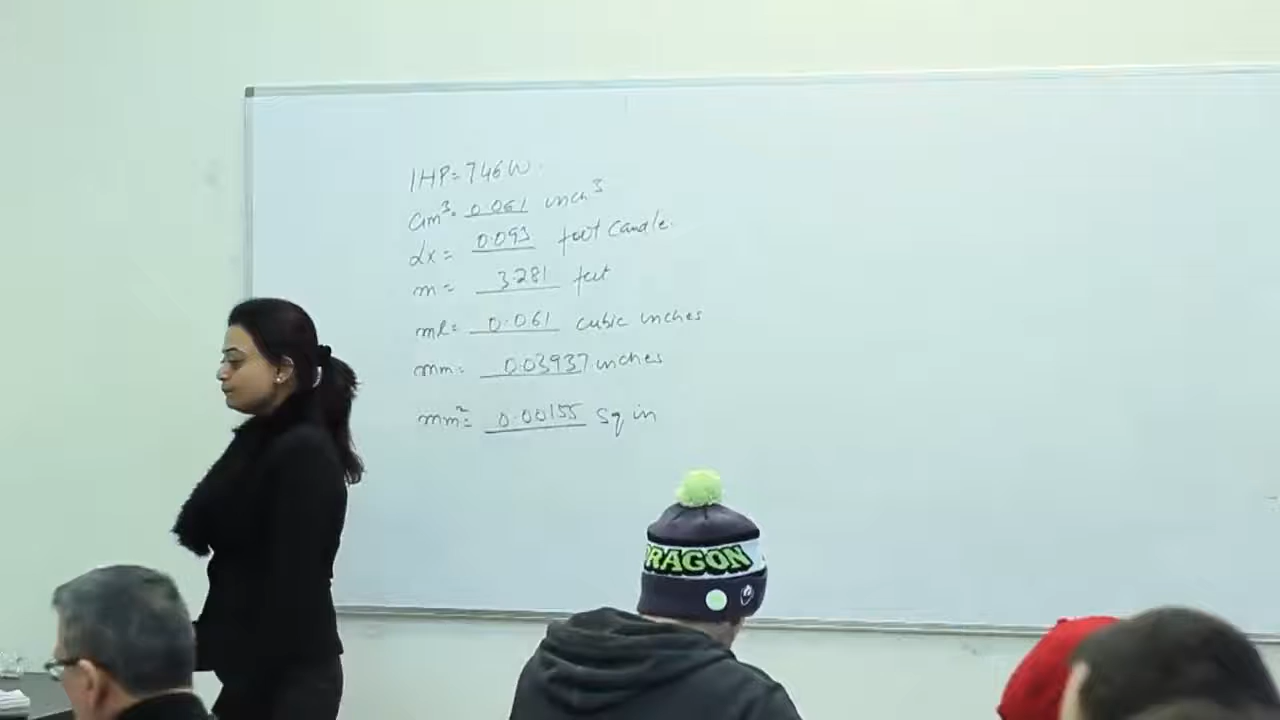 1HP = 746W.
cm³ = 0.061 inch³
lx = 0.093 foot candle.
m = 3.281 feet
ml = 0.061 cubic inches
mm = 0.03937 inches
mm² = 0.00155 sq in
DRAGON